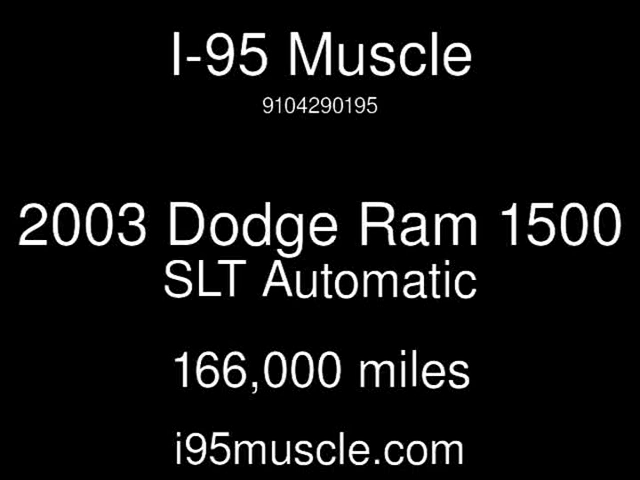 I-95 Muscle
9104290195
2003 Dodge Ram 1500
SLT Automatic
166,000 miles
i95muscle.com